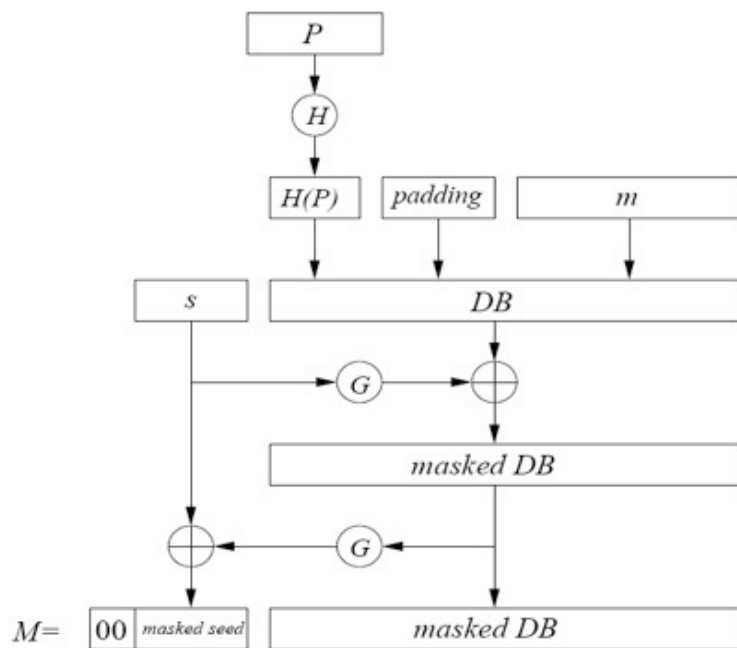 P
H
H(P) padding m
s DB
G
masked DB
G
M= 00 masked seed masked DB